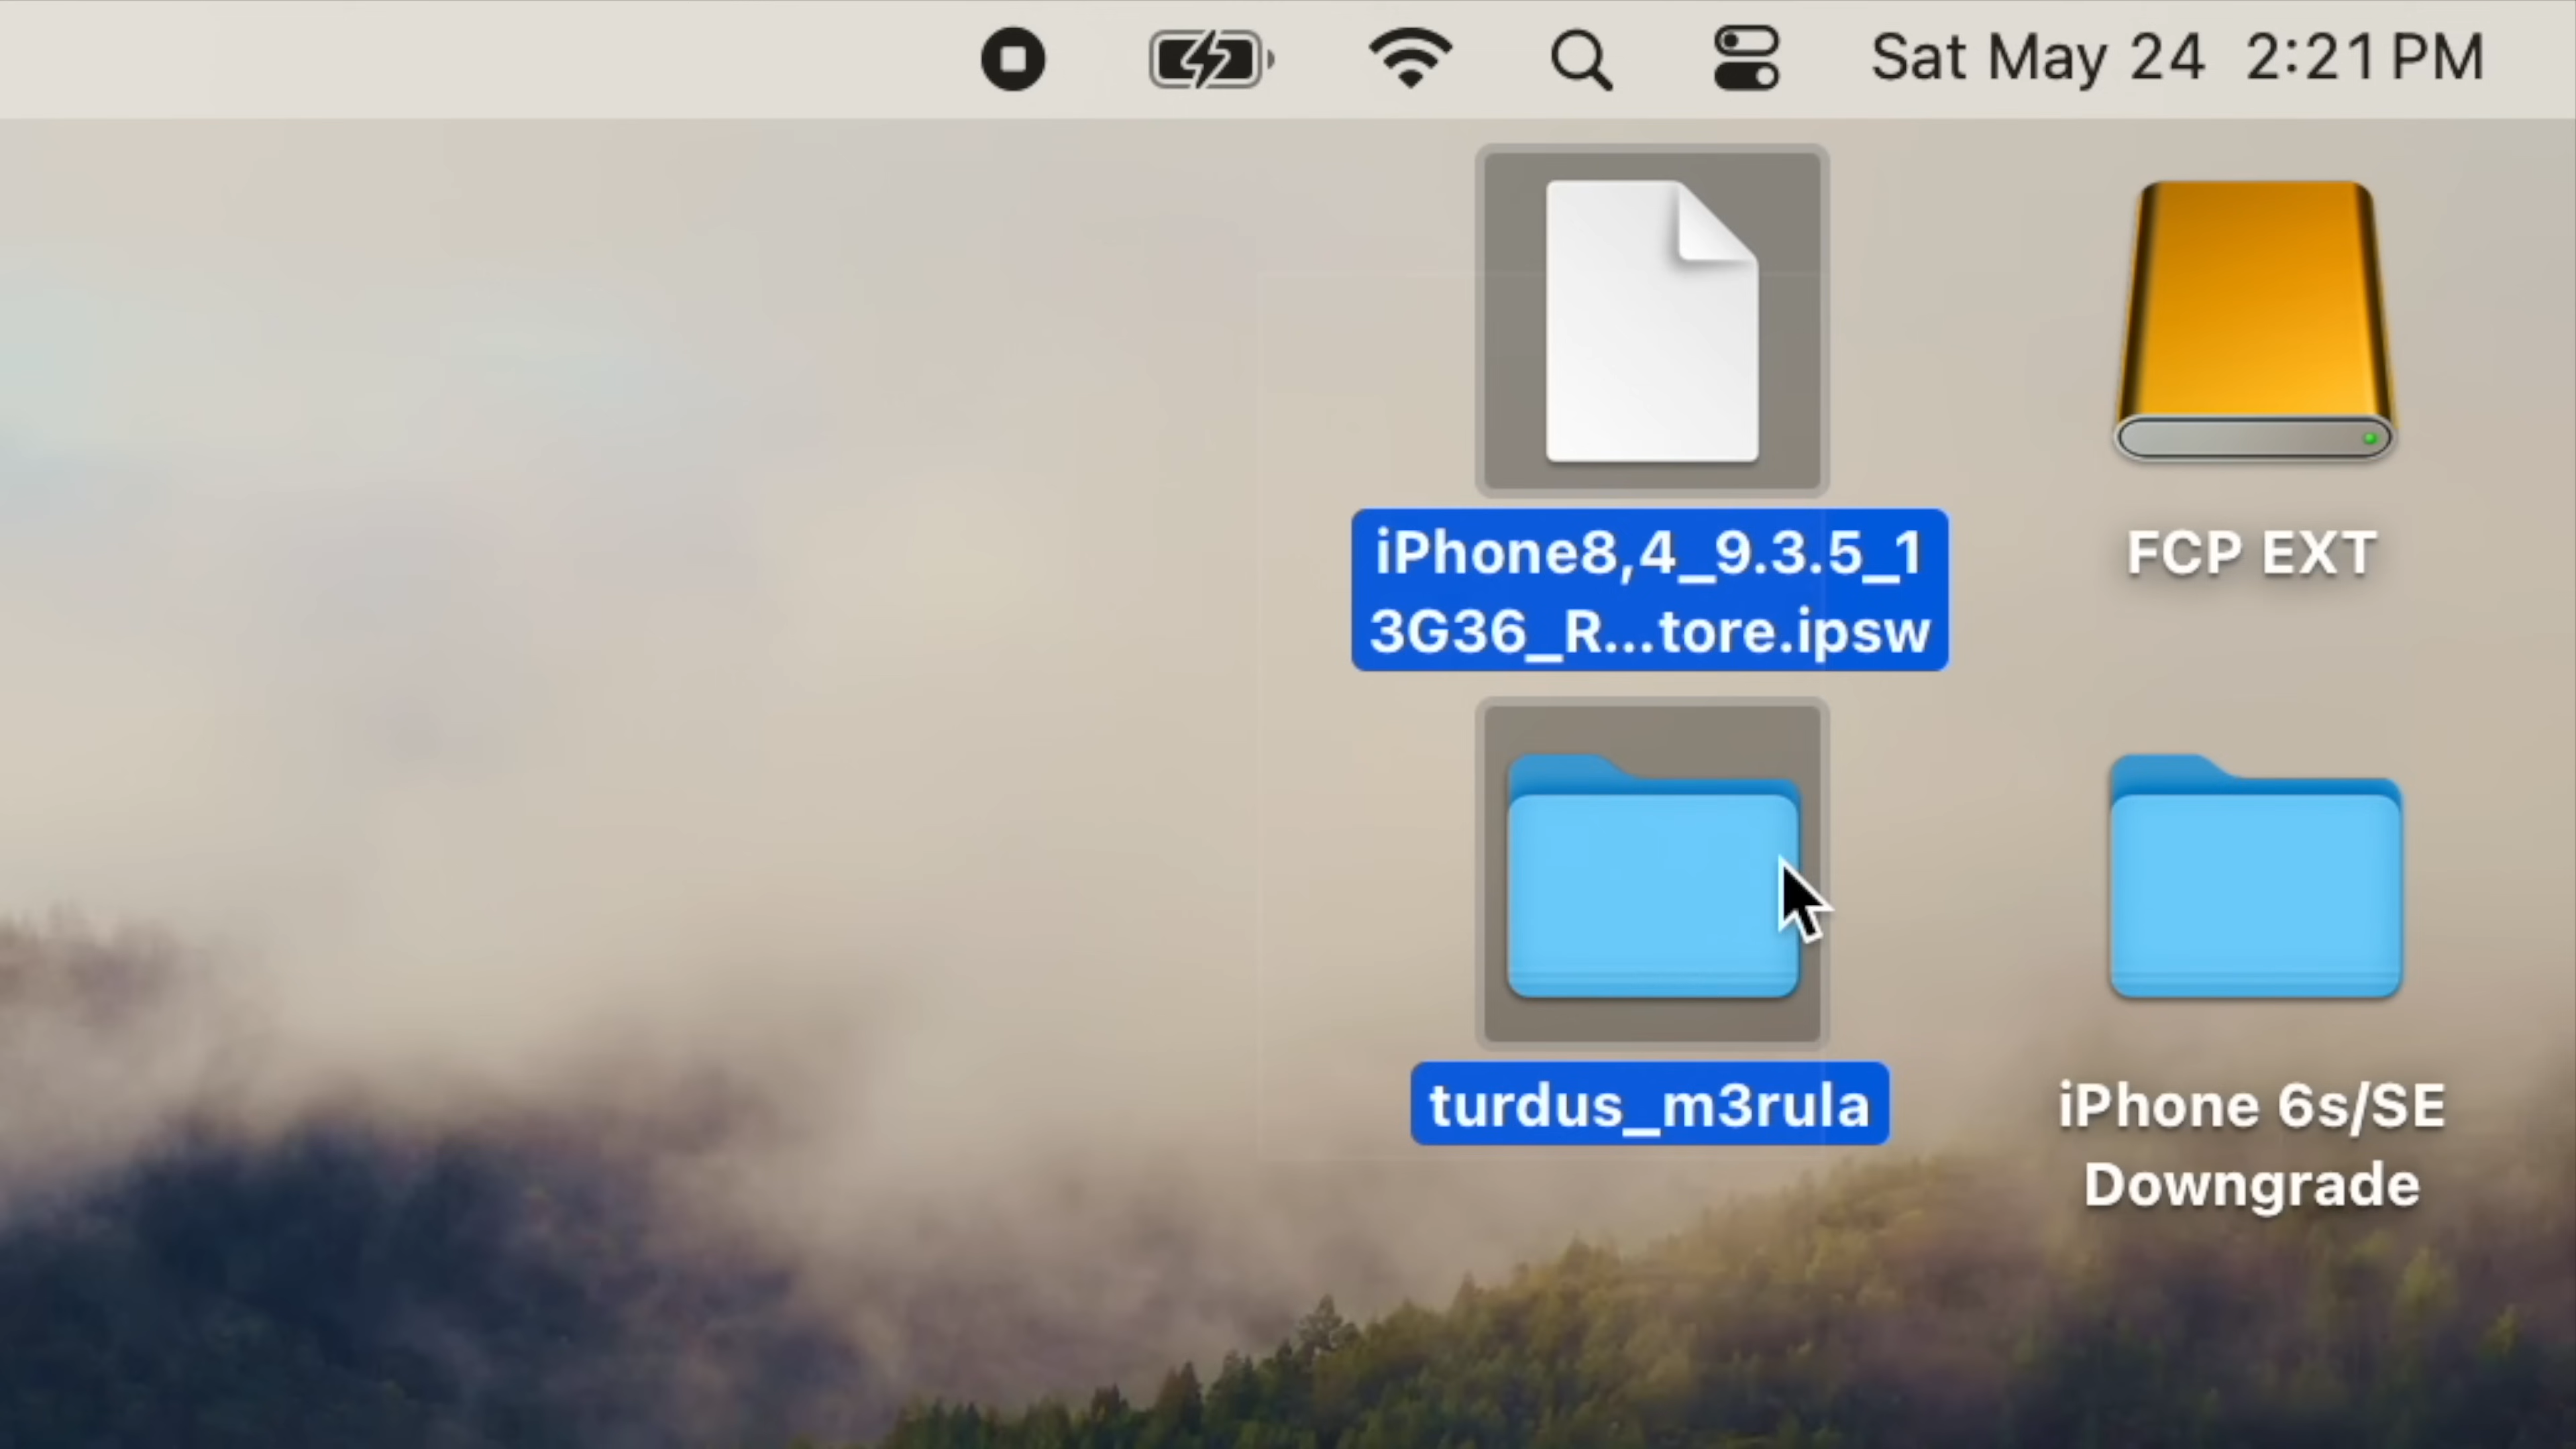 Sat May 24 2:21 PM
iPhone8,4_9.3.5_1
3G36_R...tore.ipsw
FCP EXT
turdus_m3rula
iPhone 6s/SE
Downgrade